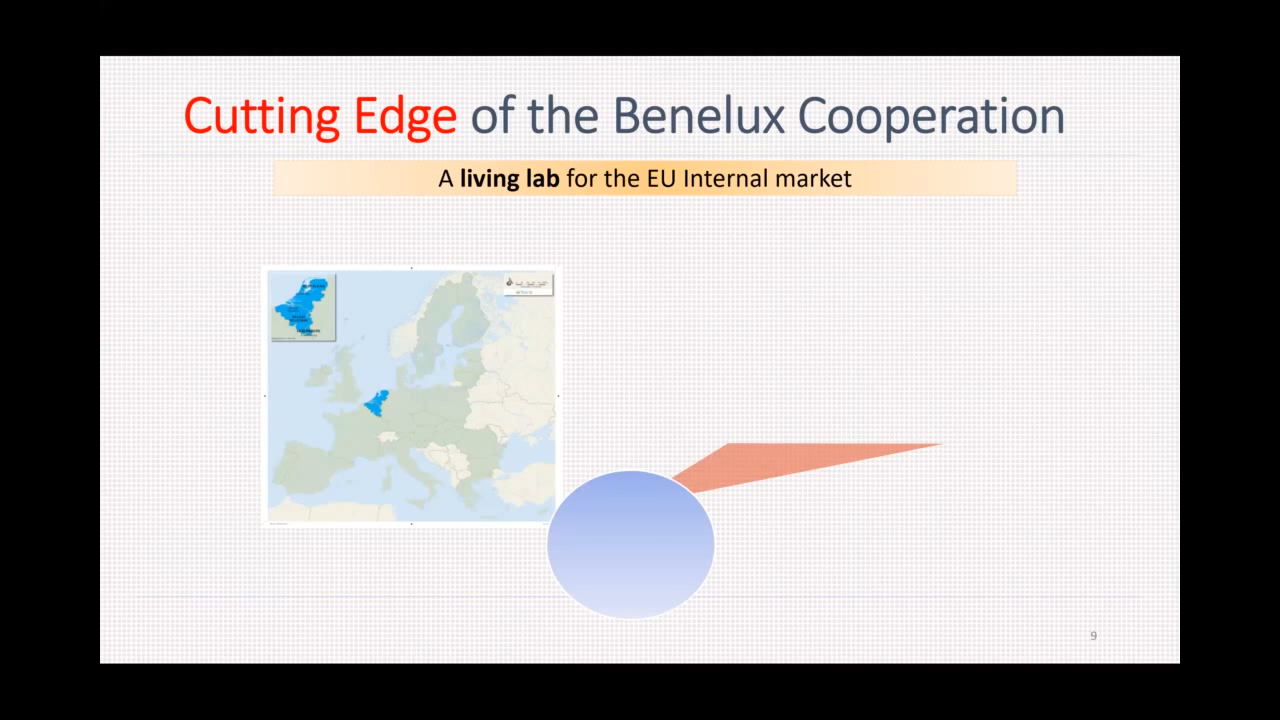 Cutting Edge of the Benelux Cooperation
A living lab for the EU Internal market
9